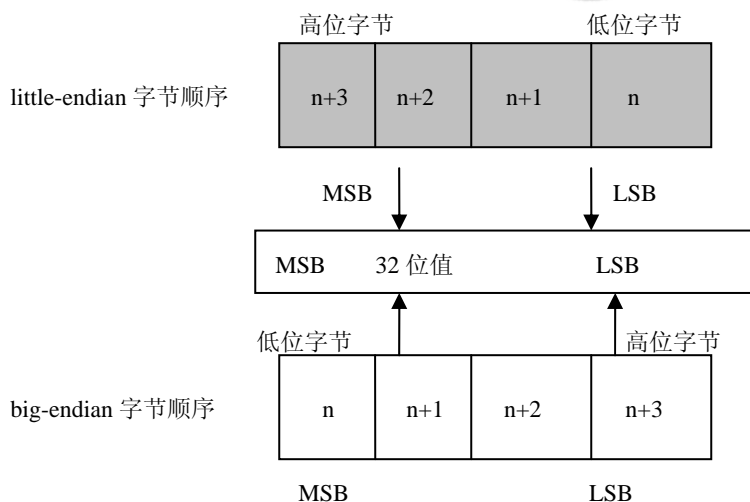 高位字节 低位字节
little-endian 字节顺序 n+3 n+2 n+1 n
MSB LSB
MSB 32 位值 LSB
低位字节 高位字节
big-endian 字节顺序 n n+1 n+2 n+3
MSB LSB